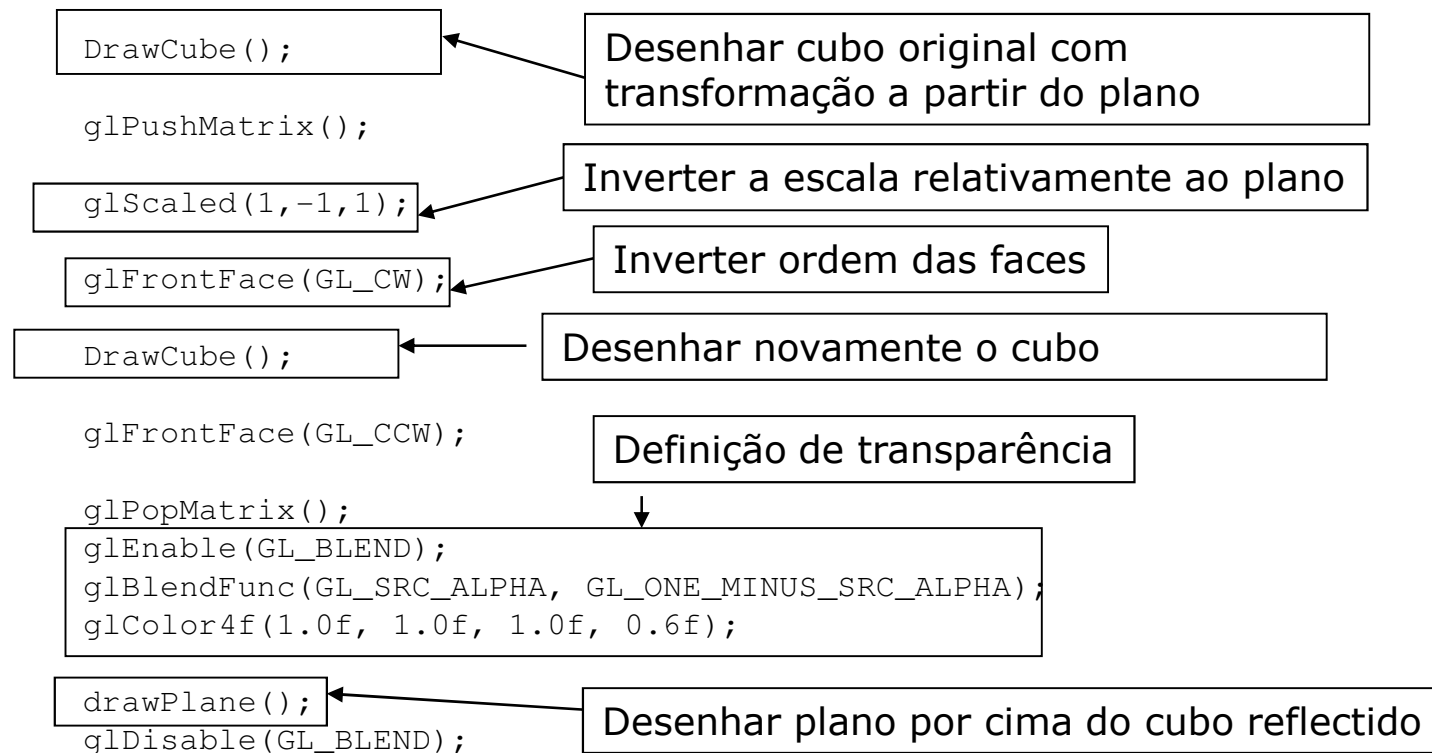 DrawCube();
Desenhar cubo original com
transformação a partir do plano
glPushMatrix();
Inverter a escala relativamente ao plano
glScaled(1,-1,1);
Inverter ordem das faces
glFrontFace(GL_CW);
Desenhar novamente o cubo
DrawCube();
glFrontFace(GL_CCW);
Definição de transparência
glPopMatrix();
glEnable(GL_BLEND);
glBlendFunc(GL_SRC_ALPHA, GL_ONE_MINUS_SRC_ALPHA);
glColor4f(1.0f, 1.0f, 1.0f, 0.6f);
drawPlane();
Desenhar plano por cima do cubo reflectido
glDisable(GL_BLEND);